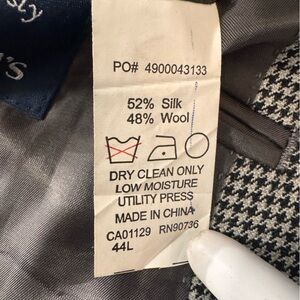 PO# 4900043133
52% Silk
48% Wool
DRY CLEAN ONLY
LOW MOISTURE
UTILITY PRESS
MADE IN CHINA
CA01129 RN90736
44L